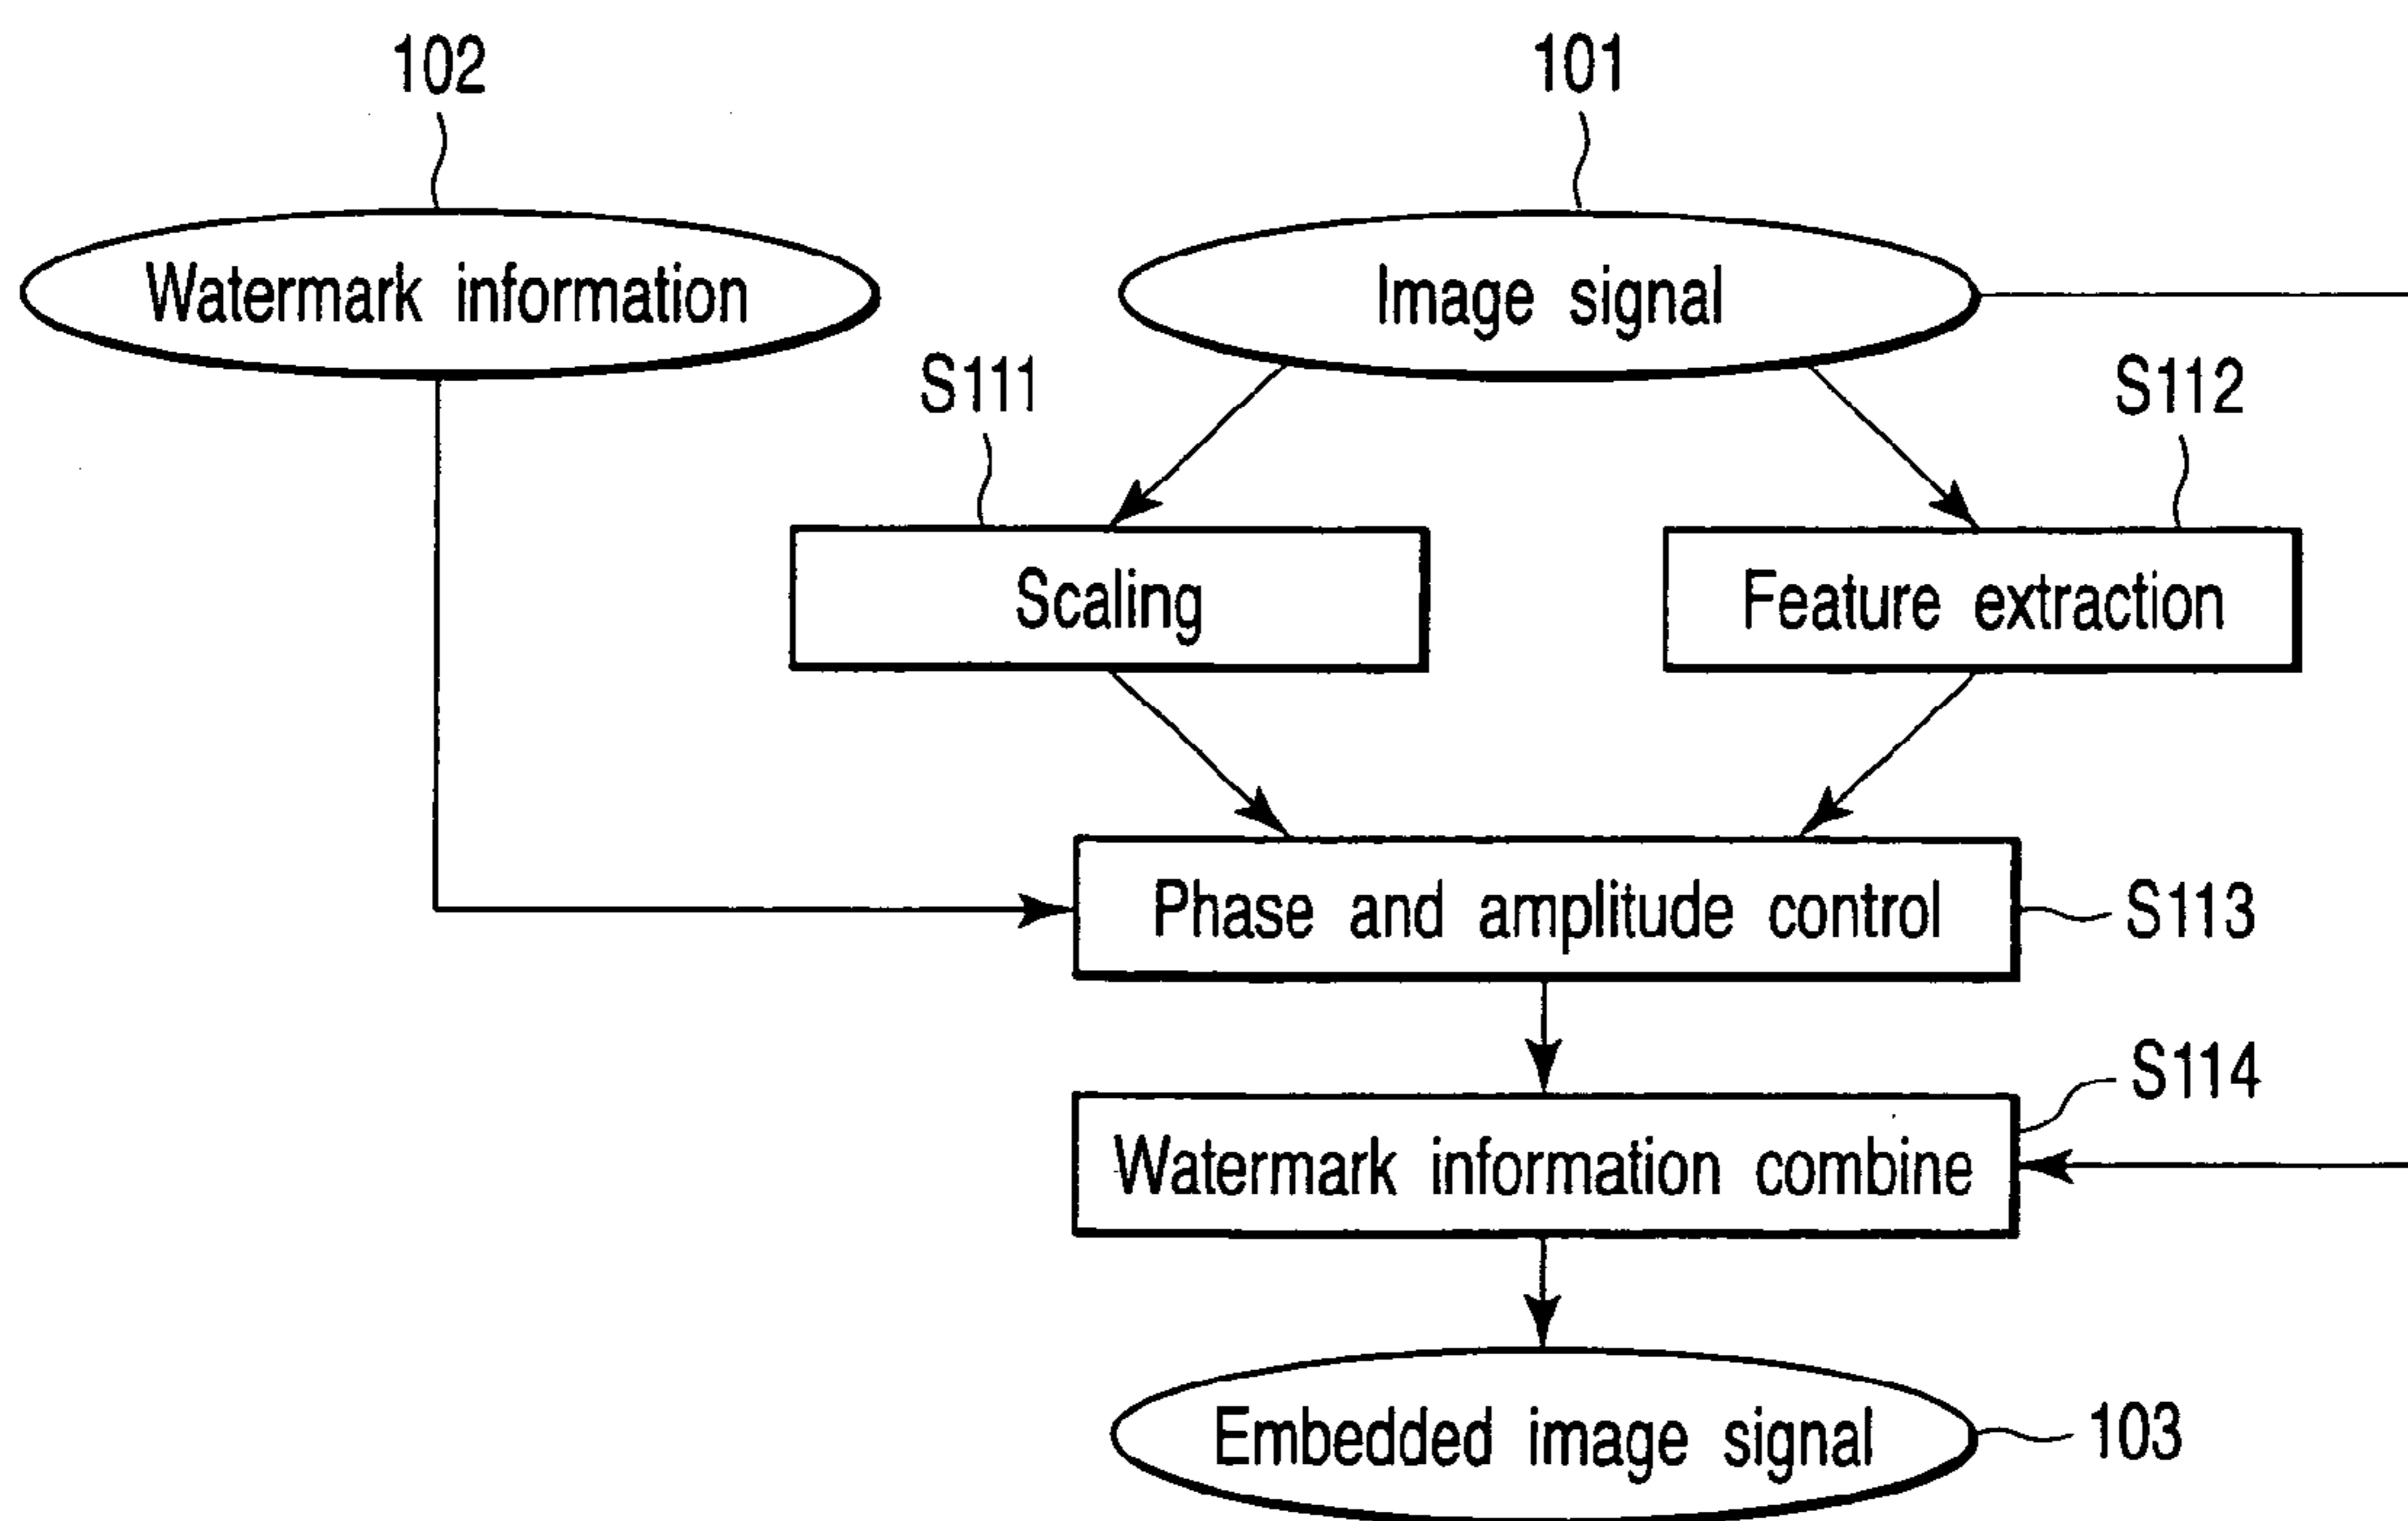 102
101
Watermark information
Image signal
S111
S112
Scaling
Feature extraction
Phase and amplitude control
S113
S114
Watermark information combine
Embedded image signal
103